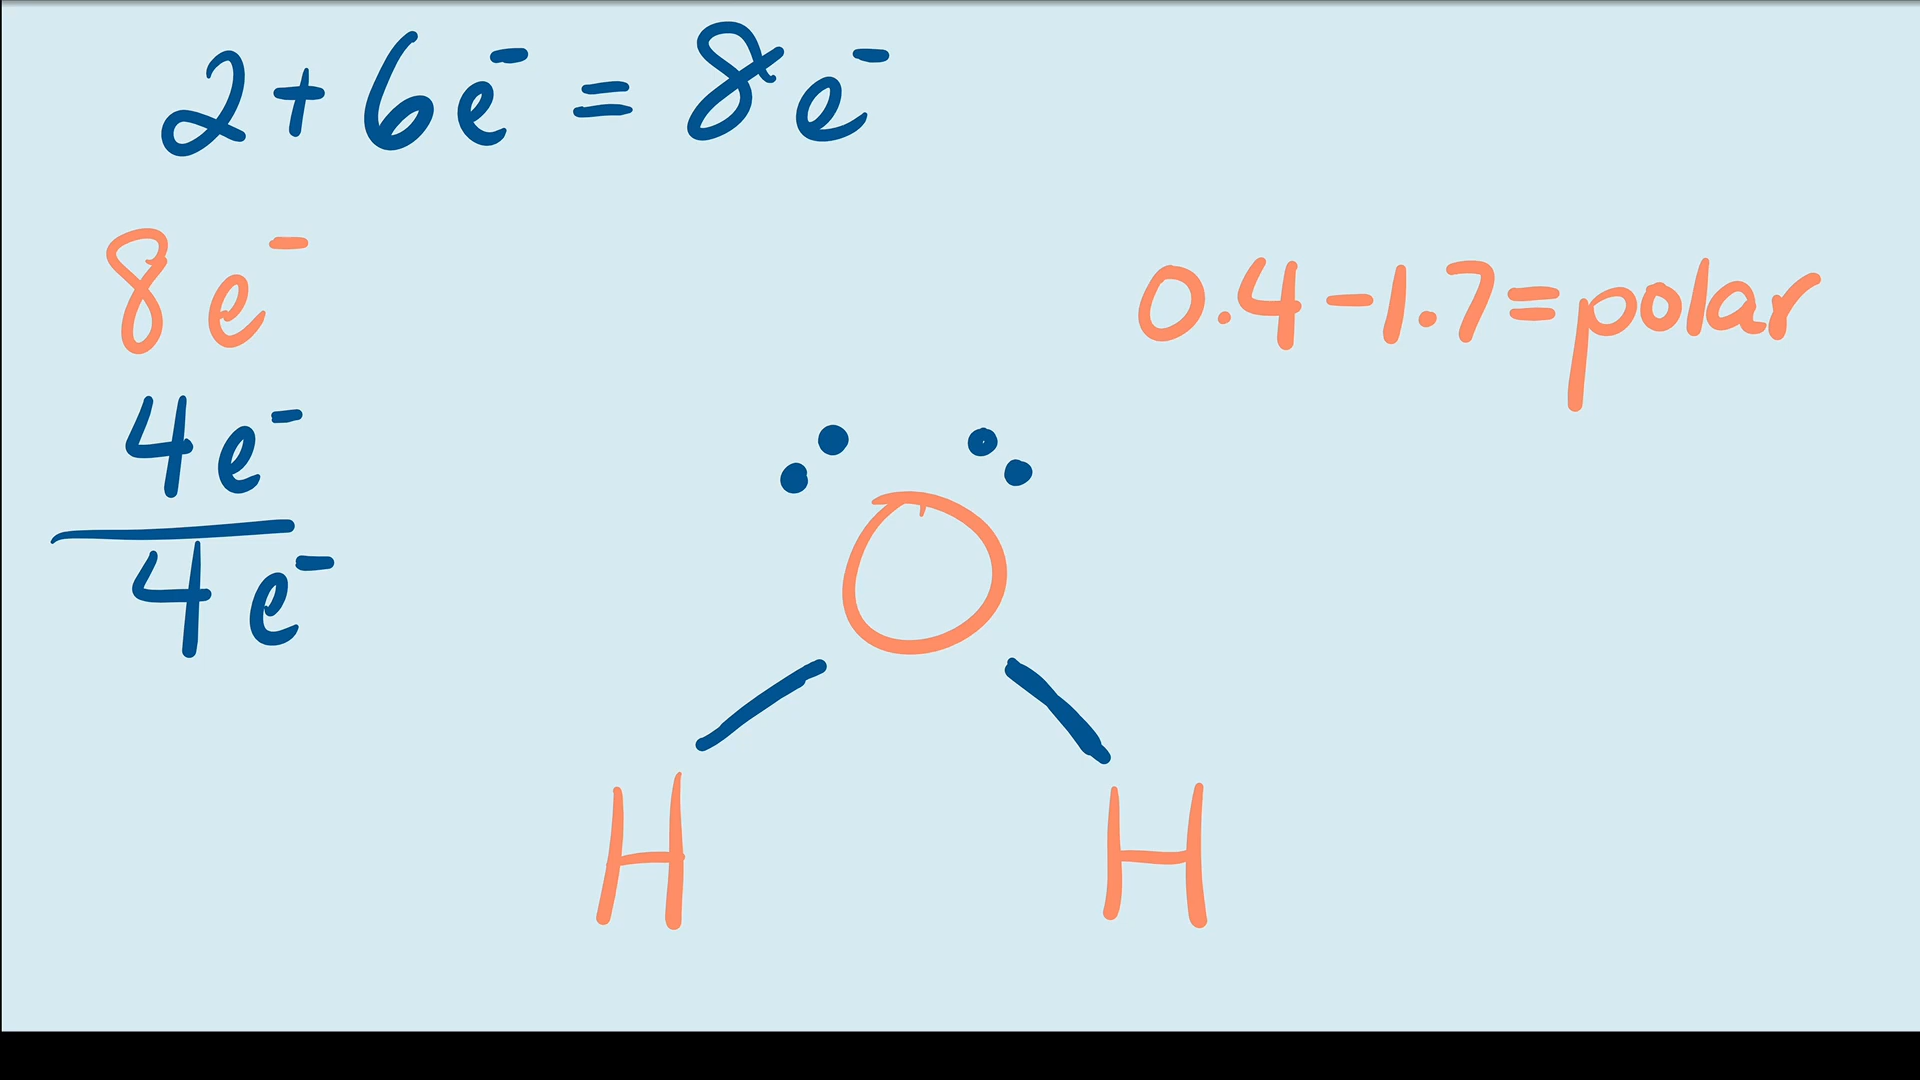 2+6e⁻ = 8e⁻
8e⁻
0.4-1.7=polar
4e⁻
4e⁻
O
H H